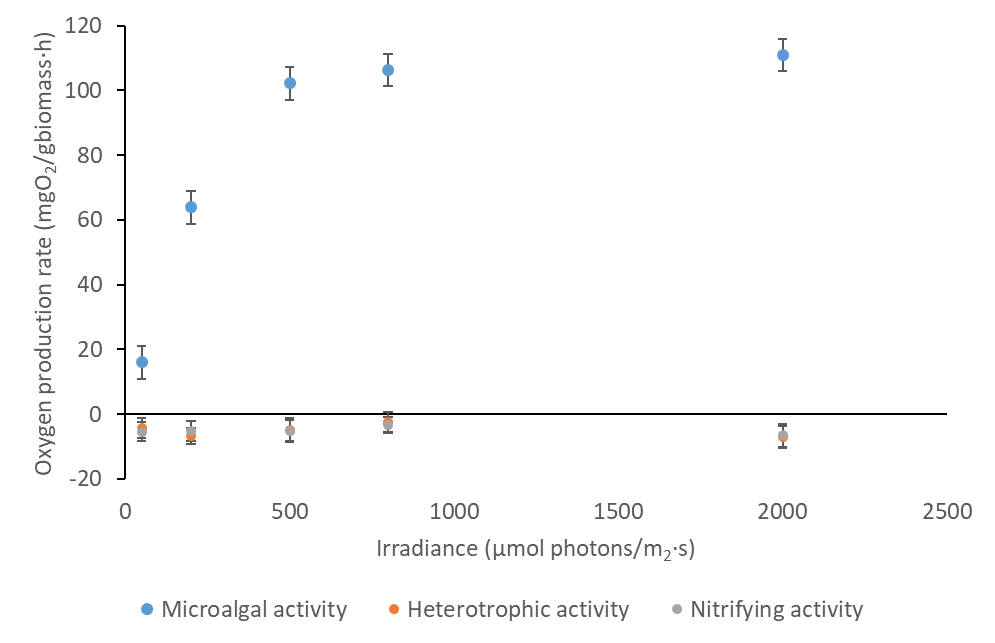 120
100
80
60
40
20
0
-20
Oxygen production rate (mgO₂/gbiomass·h)
0 500 1000 1500 2000 2500
Irradiance (µmol photons/m₂·s)
Microalgal activity Heterotrophic activity Nitrifying activity